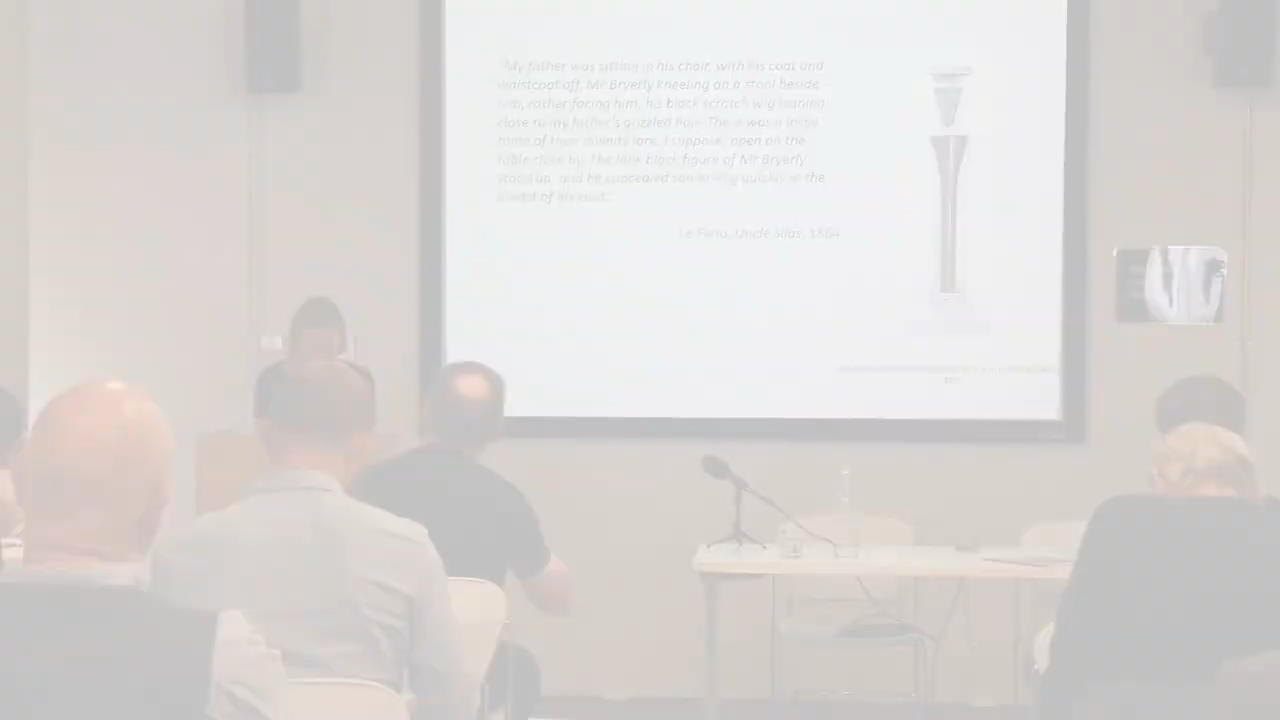 "My father was sitting in his chair, with his coat and
waistcoat off, Mr Bryerly kneeling on a stool beside
him, rather facing him, his black scratch wig leaning
close to my father's grizzled hair. There was a
tome of their divinity lore, I suppose, open on the
table close by. The lank black figure of Mr Bryerly
stood up, and he concealed something quickly in the
breast of his coat."
Le Fanu, Uncle Silas, 1864